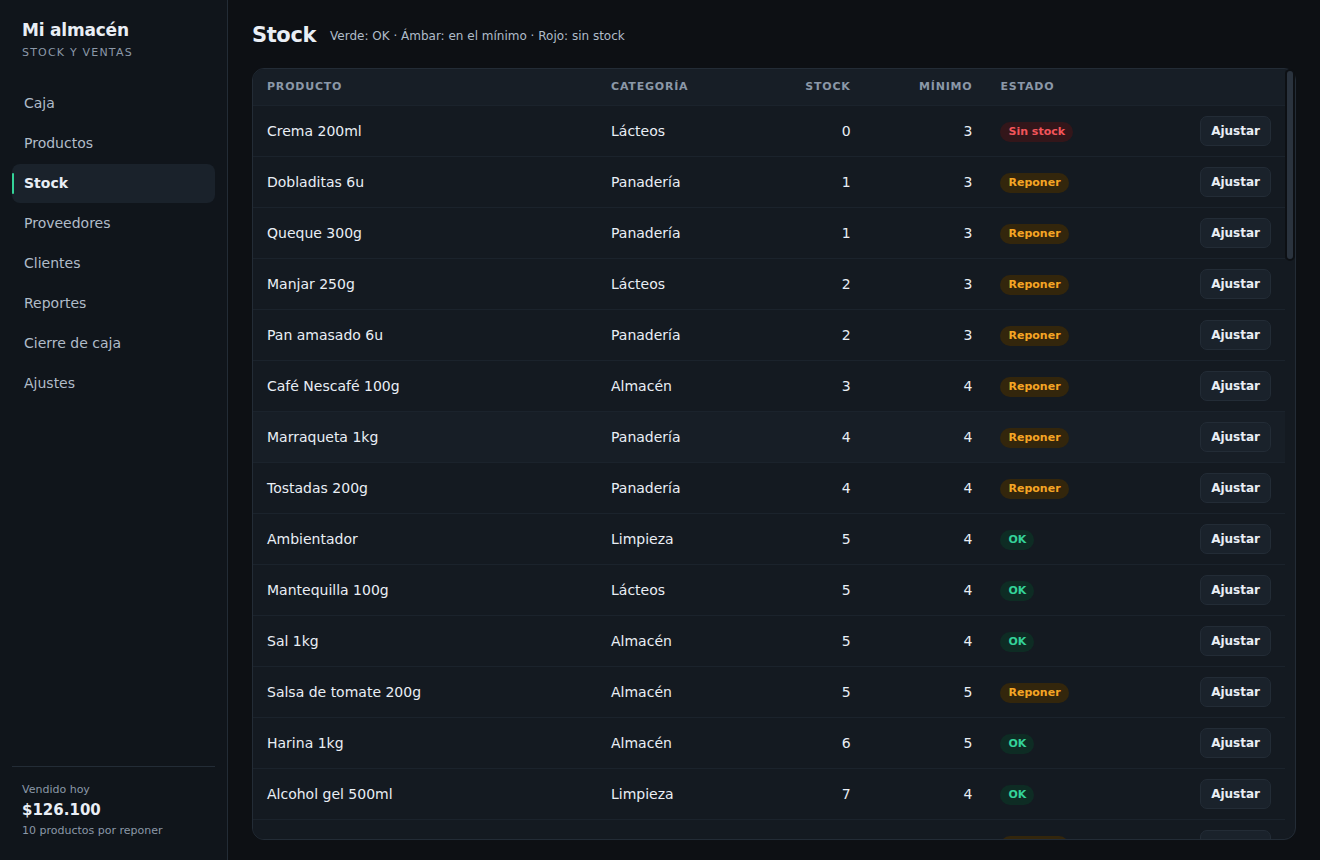 Mi almacén
STOCK Y VENTAS
Caja
Productos
Stock
Proveedores
Clientes
Reportes
Cierre de caja
Ajustes
Vendido hoy
$126.100
10 productos por reponer
Stock Verde: OK · Ámbar: en el mínimo · Rojo: sin stock
PRODUCTO CATEGORÍA STOCK MÍNIMO ESTADO
Crema 200ml Lácteos 0 3 Sin stock Ajustar
Dobladitas 6u Panadería 1 3 Reponer Ajustar
Queque 300g Panadería 1 3 Reponer Ajustar
Manjar 250g Lácteos 2 3 Reponer Ajustar
Pan amasado 6u Panadería 2 3 Reponer Ajustar
Café Nescafé 100g Almacén 3 4 Reponer Ajustar
Marraqueta 1kg Panadería 4 4 Reponer Ajustar
Tostadas 200g Panadería 4 4 Reponer Ajustar
Ambientador Limpieza 5 4 OK Ajustar
Mantequilla 100g Lácteos 5 4 OK Ajustar
Sal 1kg Almacén 5 4 OK Ajustar
Salsa de tomate 200g Almacén 5 5 Reponer Ajustar
Harina 1kg Almacén 6 5 OK Ajustar
Alcohol gel 500ml Limpieza 7 4 OK Ajustar